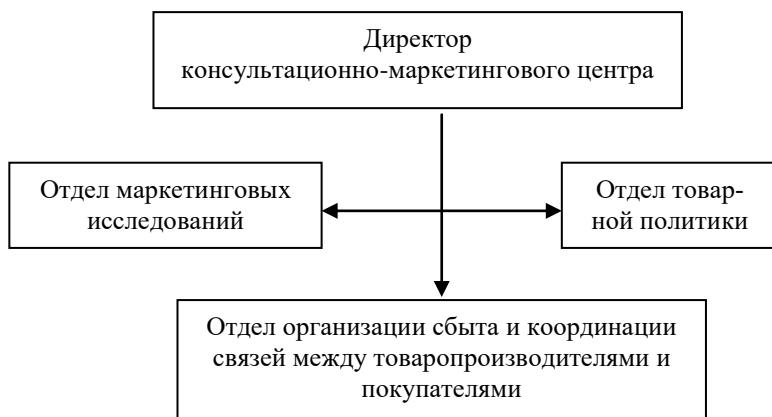 Директор
консультационно-маркетингового центра
Отдел маркетинговых
исследований
Отдел товар-
ной политики
Отдел организации сбыта и координации
связей между товаропроизводителями и
покупателями